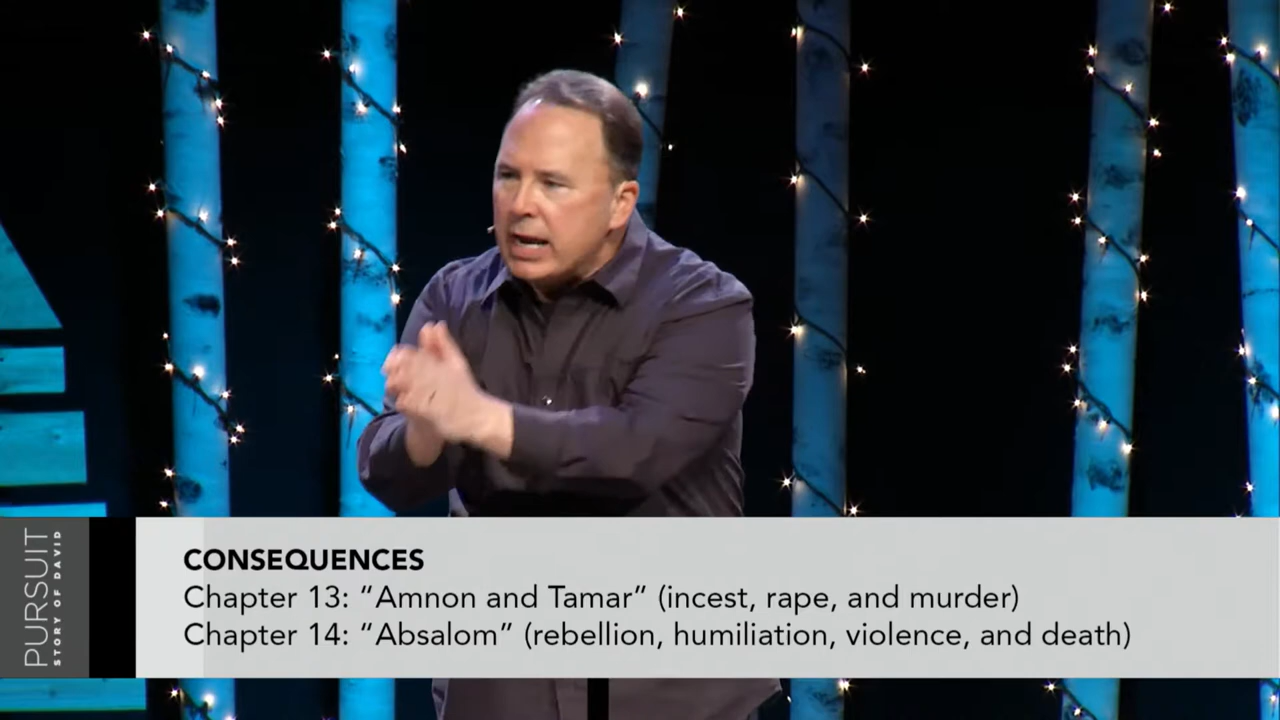 PURSUIT
STORY OF DAVID
CONSEQUENCES
Chapter 13: “Amnon and Tamar” (incest, rape, and murder)
Chapter 14: “Absalom” (rebellion, humiliation, violence, and death)